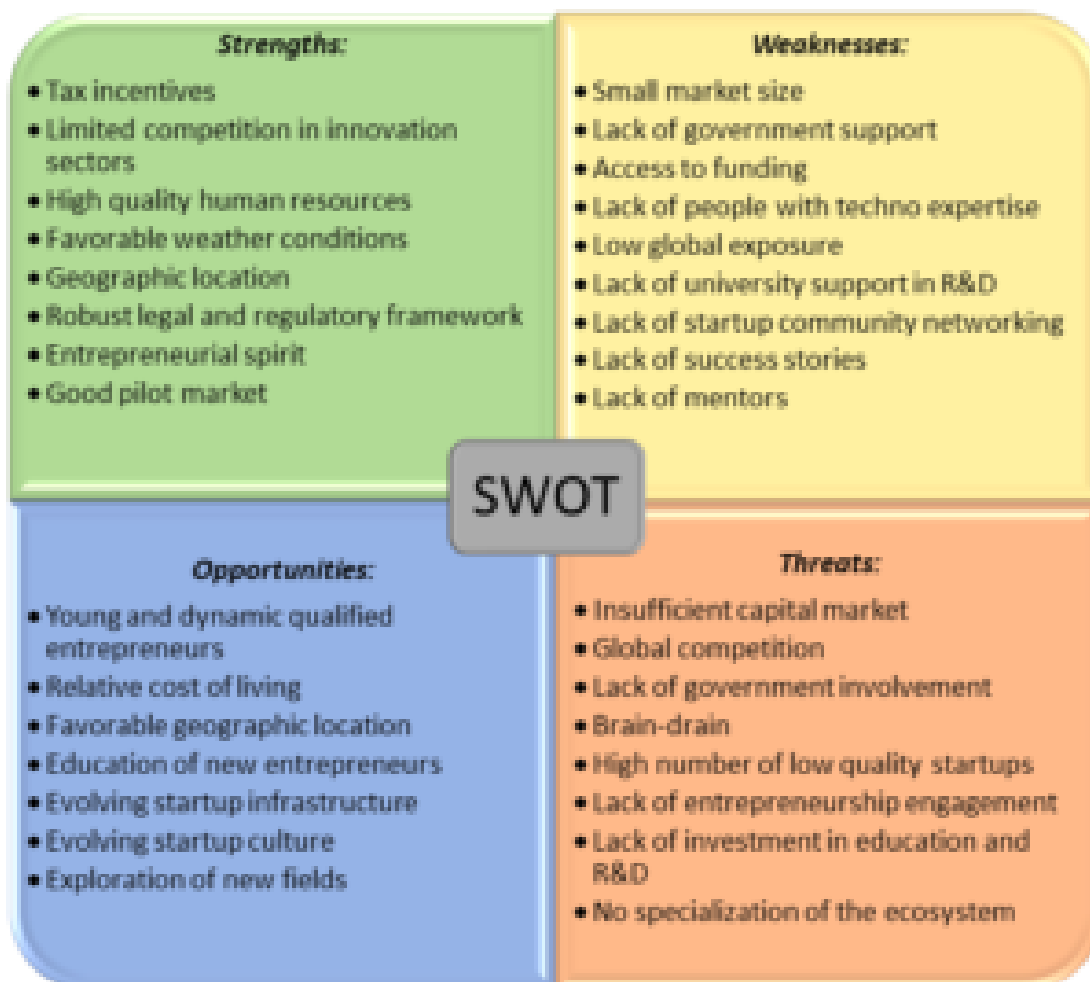 Strengths:
• Tax incentives
• Limited competition in innovation
sectors
• High quality human resources
• Favorable weather conditions
• Geographic location
• Robust legal and regulatory framework
• Entrepreneurial spirit
• Good pilot market
Weaknesses:
• Small market size
• Lack of government support
• Access to funding
• Lack of people with techno expertise
• Low global exposure
• Lack of university support in R&D
• Lack of startup community networking
• Lack of success stories
• Lack of mentors
SWOT
Opportunities:
• Young and dynamic qualified
entrepreneurs
• Relative cost of living
• Favorable geographic location
• Education of new entrepreneurs
• Evolving startup infrastructure
• Evolving startup culture
• Exploration of new fields
Threats:
• Insufficient capital market
• Global competition
• Lack of government involvement
• Brain-drain
• High number of low quality startups
• Lack of entrepreneurship engagement
• Lack of investment in education and
R&D
• No specialization of the ecosystem